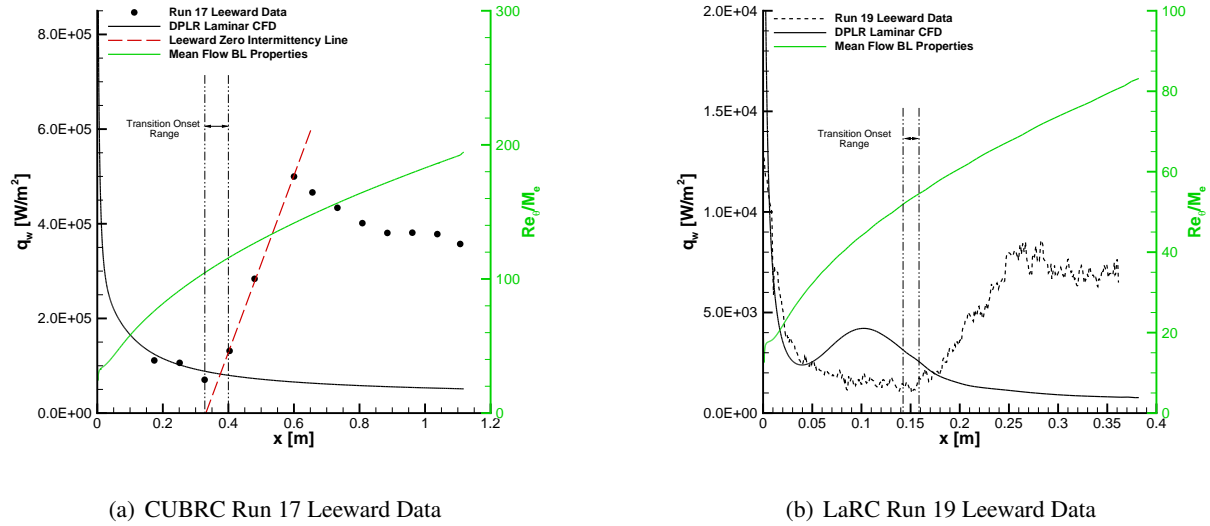 Run 17 Leeward Data
DPLR Laminar CFD
Leeward Zero Intermittency Line
Mean Flow BL Properties
Transition Onset
Range
8.0E+05
6.0E+05
4.0E+05
2.0E+05
0.0E+00
q_w [W/m²]
0
0.2
0.4
0.6
0.8
1
1.2
x [m]
300
200
100
0
Re_θ/M_e
(a) CUBRC Run 17 Leeward Data
Run 19 Leeward Data
DPLR Laminar CFD
Mean Flow BL Properties
Transition Onset
Range
2.0E+04
1.5E+04
1.0E+04
5.0E+03
0.0E+00
q_w [W/m²]
0
0.05
0.1
0.15
0.2
0.25
0.3
0.35
0.4
x [m]
100
80
60
40
20
0
Re_θ/M_e
(b) LaRC Run 19 Leeward Data